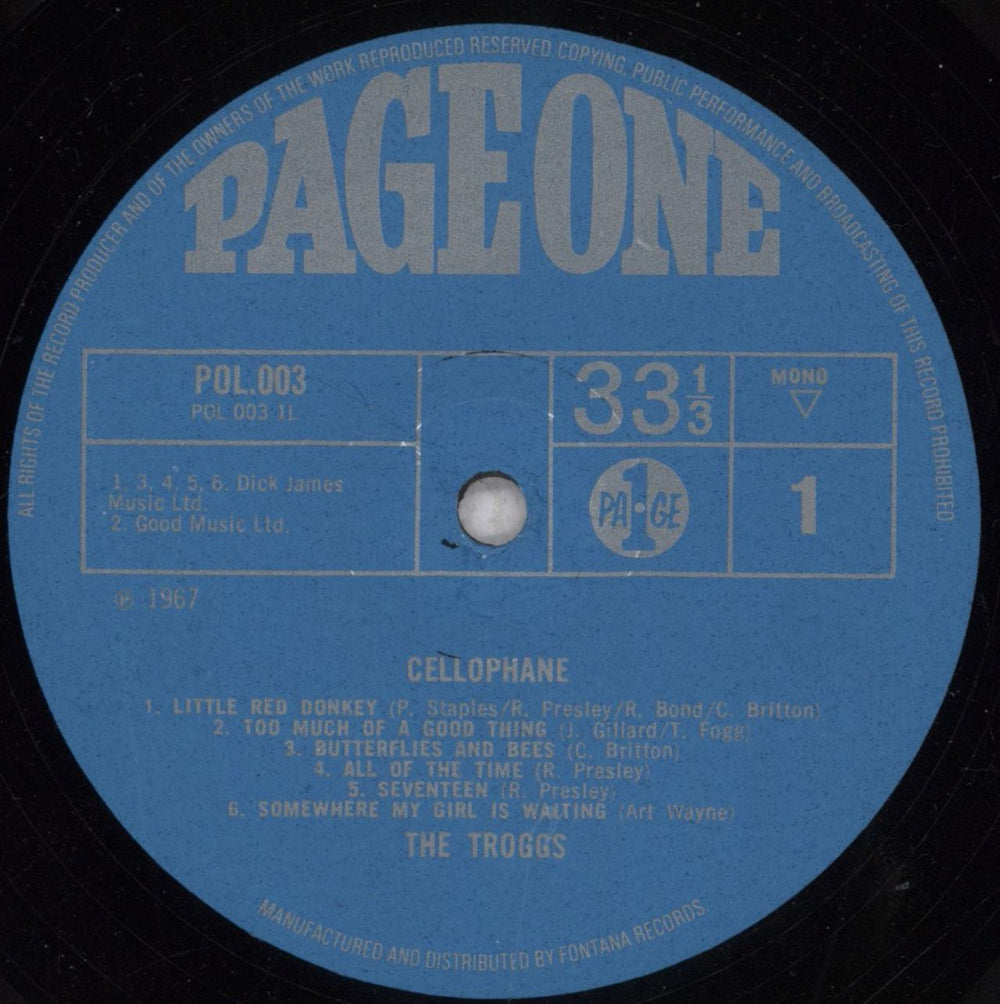 ALL RIGHTS OF THE RECORD PRODUCER AND OF THE OWNERS OF THE WORK REPRODUCED RESERVED COPYING, PUBLIC PERFORMANCE AND BROADCASTING OF THIS RECORD PROHIBITED
PAGE ONE
POL.003
POL 003 1L
33 1/3
MONO
1. 3, 4, 5, 6. Dick James
Music Ltd.
2. Good Music Ltd.
PA1GE
1
℗ 1967
CELLOPHANE
1. LITTLE RED DONKEY (P. Staples/R. Presley/R. Bond/C. Britton)
2. TOO MUCH OF A GOOD THING (J. Gillard/T. Fogg)
3. BUTTERFLIES AND BEES (C. Britton)
4. ALL OF THE TIME (R. Presley)
5. SEVENTEEN (R. Presley)
6. SOMEWHERE MY GIRL IS WAITING (Art Wayne)
THE TROGGS
MANUFACTURED AND DISTRIBUTED BY FONTANA RECORDS